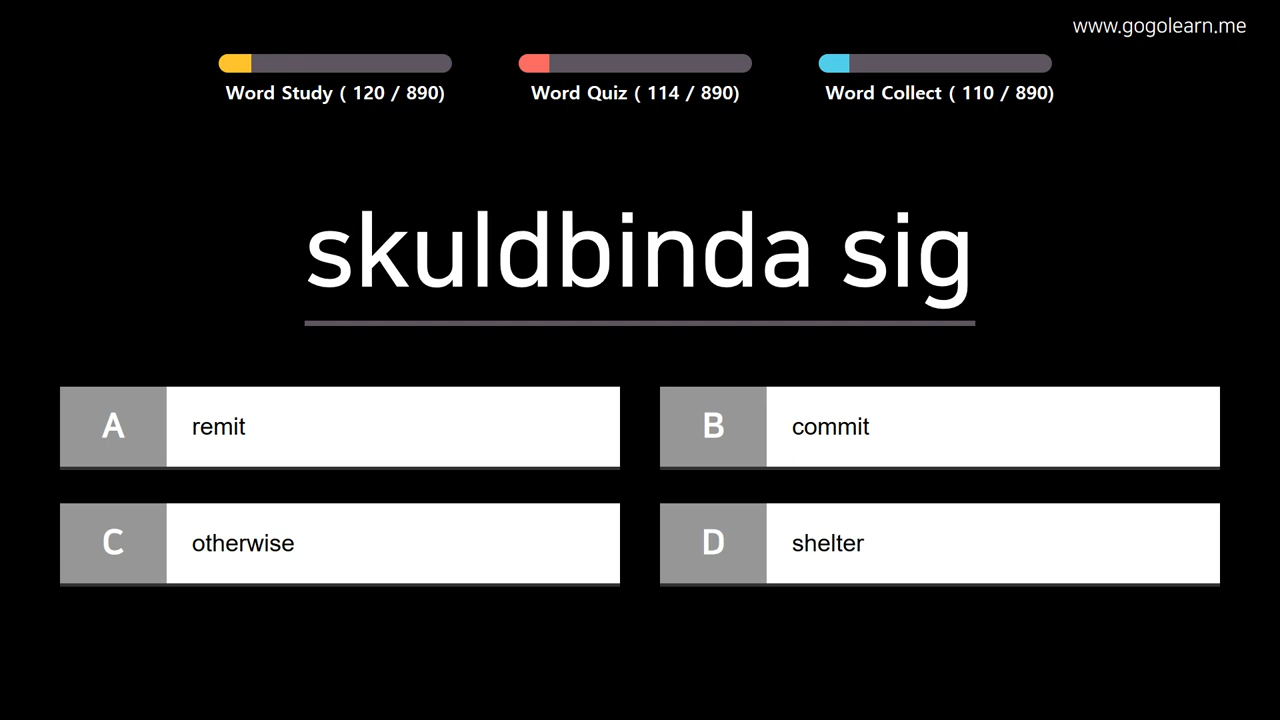 www.gogolearn.me
Word Study ( 120 / 890)
Word Quiz ( 114 / 890)
Word Collect ( 110 / 890)
skuldbinda sig
A remit
B commit
C otherwise
D shelter